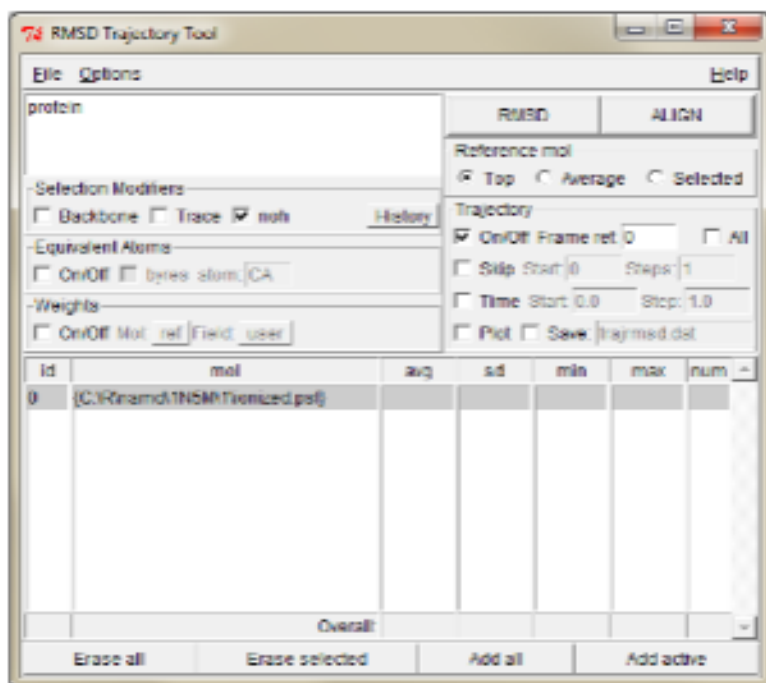 RMSD Trajectory Tool
File Options Help
protein
RMSD ALIGN
Reference mol
Top Average Selected
Selection Modifiers
Backbone Trace noh History
Trajectory
On/Off Frame ref: 0 All
Equivalent Atoms
Skip Start: 0 Steps: 1
On/Off byres atom: CA
Time Start: 0.0 Step: 1.0
Weights
On/Off Mol: ref Field: user
Plot Save: trajrmsd.dat
id mol avg sd min max num
0
Overall:
Erase all Erase selected Add all Add active